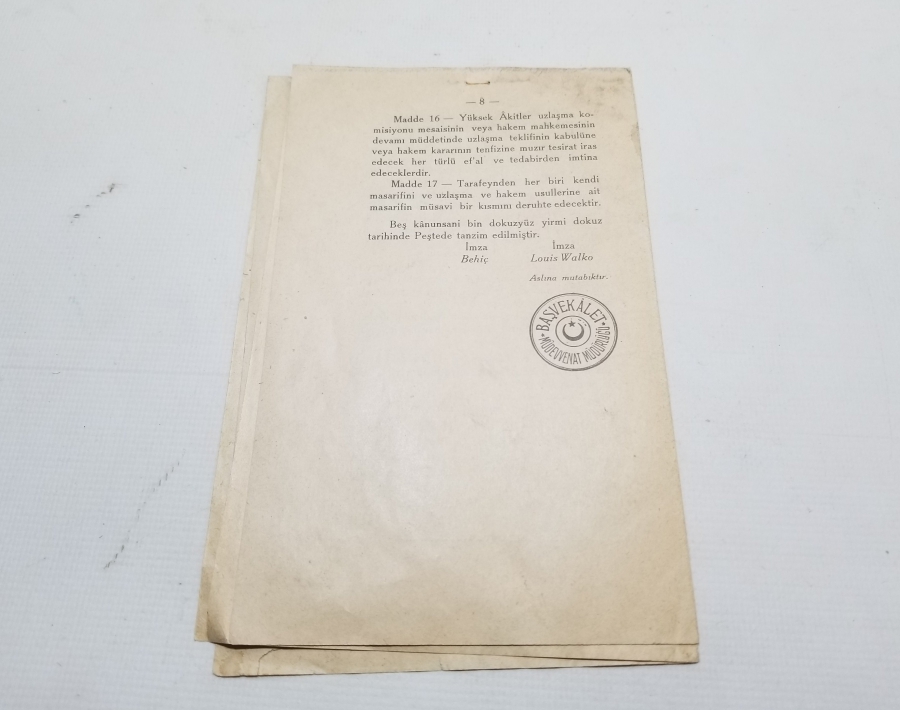 — 8 —
Madde 16 — Yüksek Âkitler uzlaşma ko-
misiyonu mesaisinin veya hakem mahkemesinin
devamı müddetinde uzlaşma teklifinin kabulüne
veya hakem kararının tenfizine muzır tesirat iras
edecek her türlü ef'al ve tedabirden imtina
edeceklerdir.
Madde 17 — Tarafeynden her biri kendi
masarifini ve uzlaşma ve hakem usullerine ait
masarifin müsavi bir kısmını deruhte edecektir.
Beş kânunsani bin dokuzyüz yirmi dokuz
tarihinde Peştede tanzim edilmiştir.
İmza İmza
Behiç Louis Walko
Aslına mutabıktır.
BAŞVEKÂLET
MÜDEVVENAT MÜDÜRLÜĞÜ